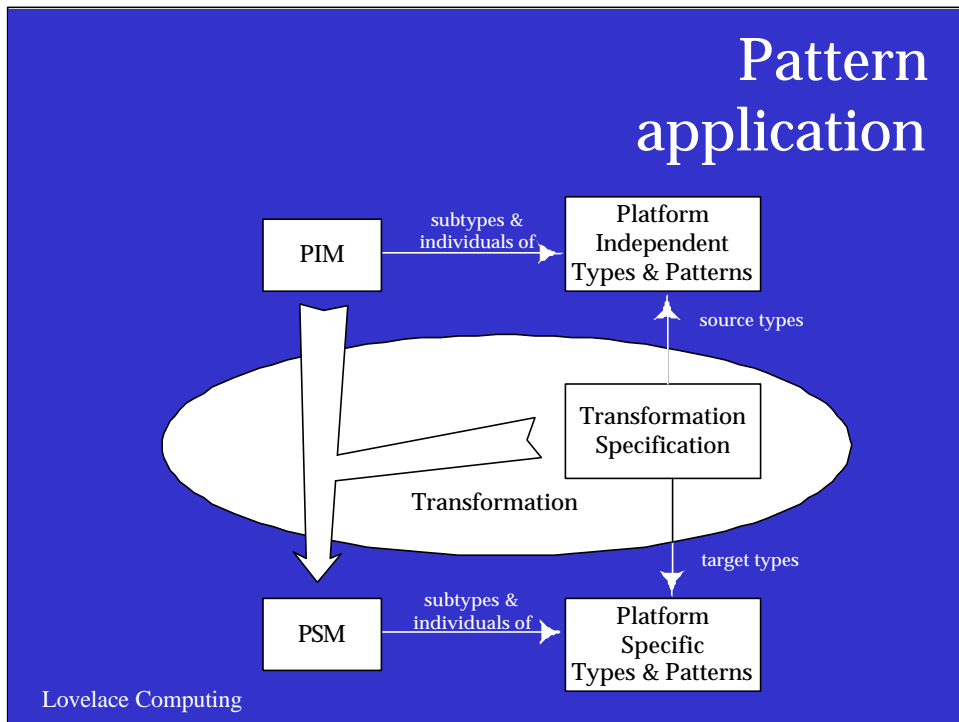 Pattern
application
PIM
subtypes &
individuals of
Platform
Independent
Types & Patterns
source types
Transformation
Specification
Transformation
target types
PSM
subtypes &
individuals of
Platform
Specific
Types & Patterns
Lovelace Computing